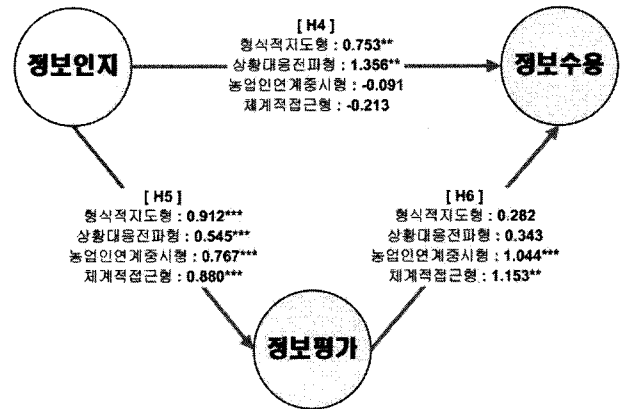 [ H4 ]
형식적지도형 : 0.753**
상황대응전파형 : 1.356**
농업인연계중시형 : -0.091
체계적접근형 : -0.213
정보인지
정보수용
[ H5 ]
형식적지도형 : 0.912***
상황대응전파형 : 0.545***
농업인연계중시형 : 0.767***
체계적접근형 : 0.880***
[ H6 ]
형식적지도형 : 0.282
상황대응전파형 : 0.343
농업인연계중시형 : 1.044***
체계적접근형 : 1.153**
정보평가